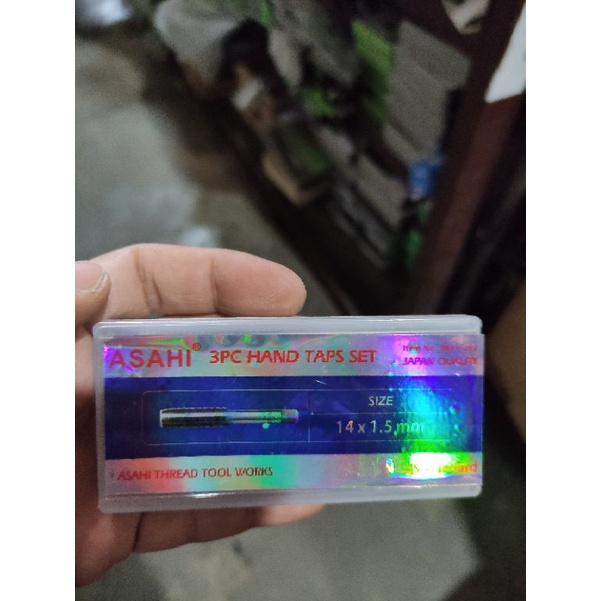 ASAHI® 3PC HAND TAPS SET
JAPAN QUALITY
SIZE
14 x 1.5 mm
ASAHI THREAD TOOL WORKS